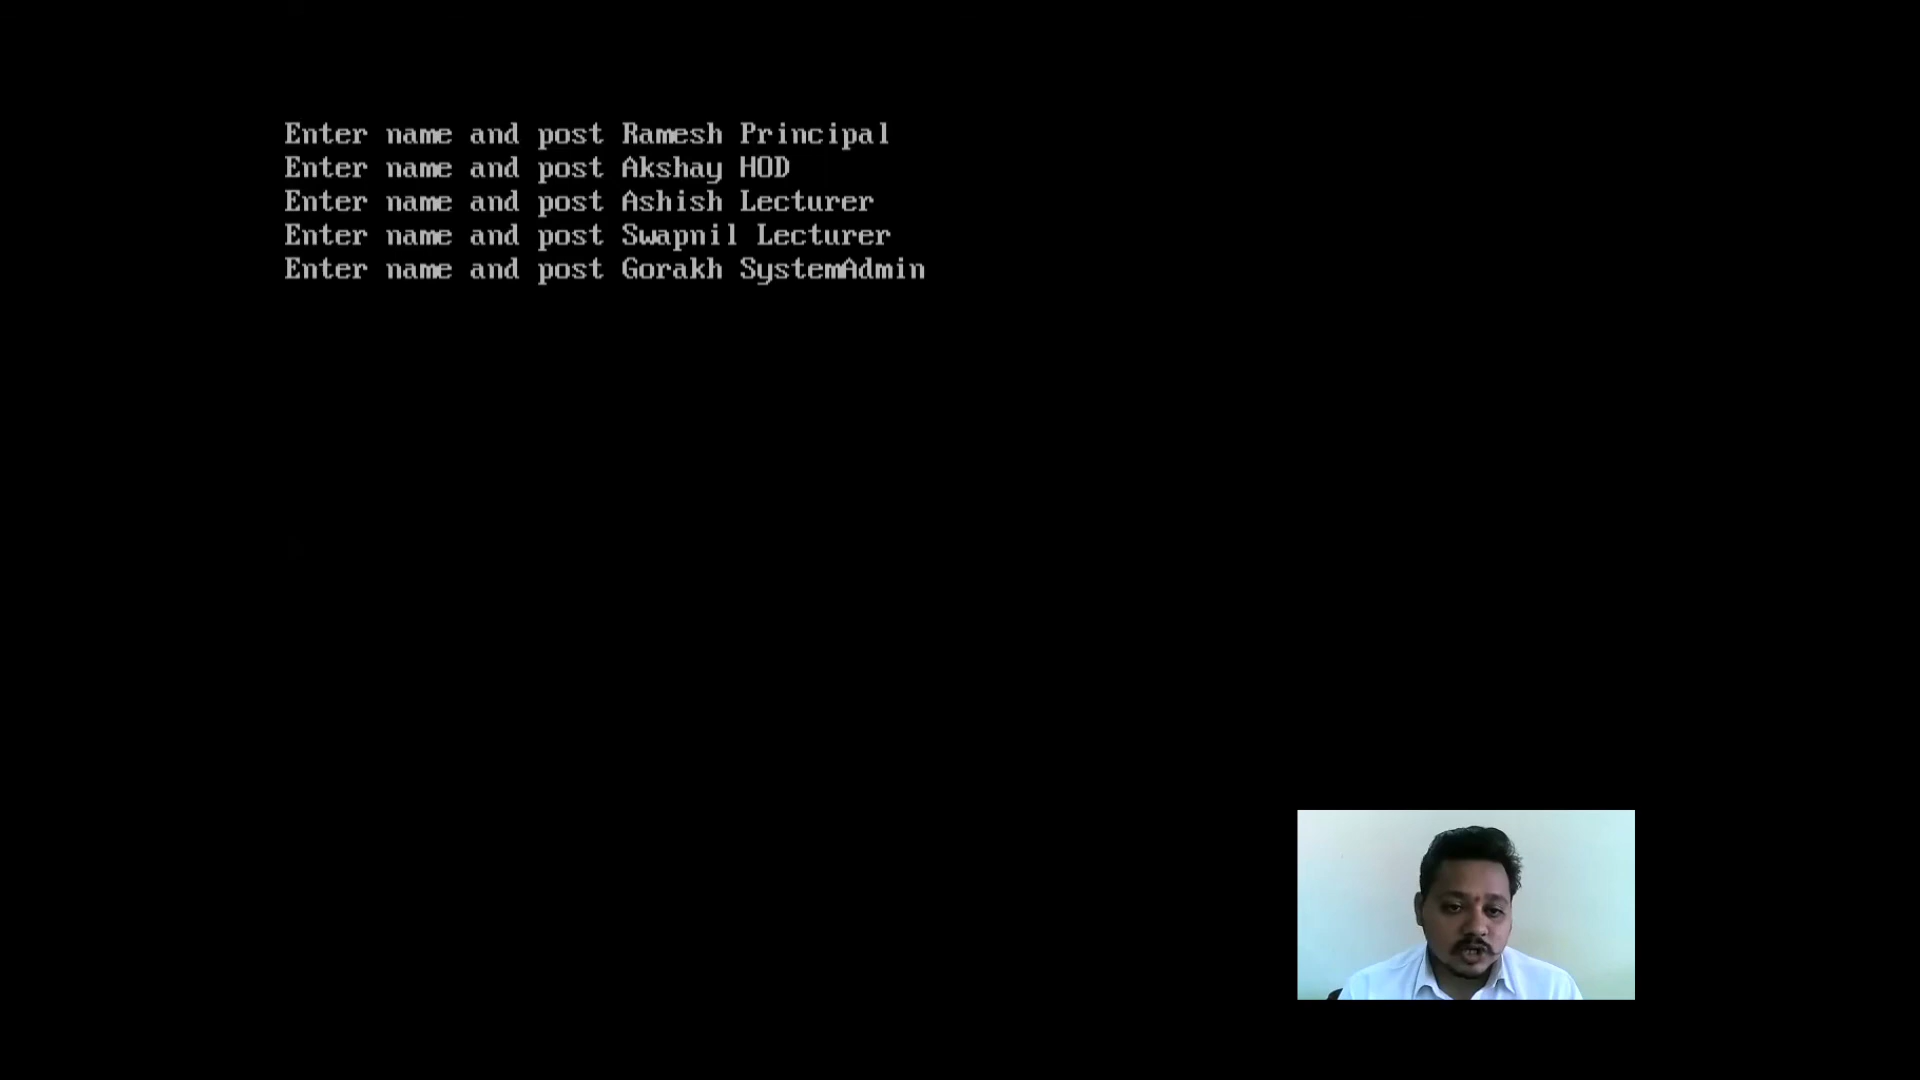 Enter name and post Ramesh Principal
Enter name and post Akshay HOD
Enter name and post Ashish Lecturer
Enter name and post Swapnil Lecturer
Enter name and post Gorakh SystemAdmin